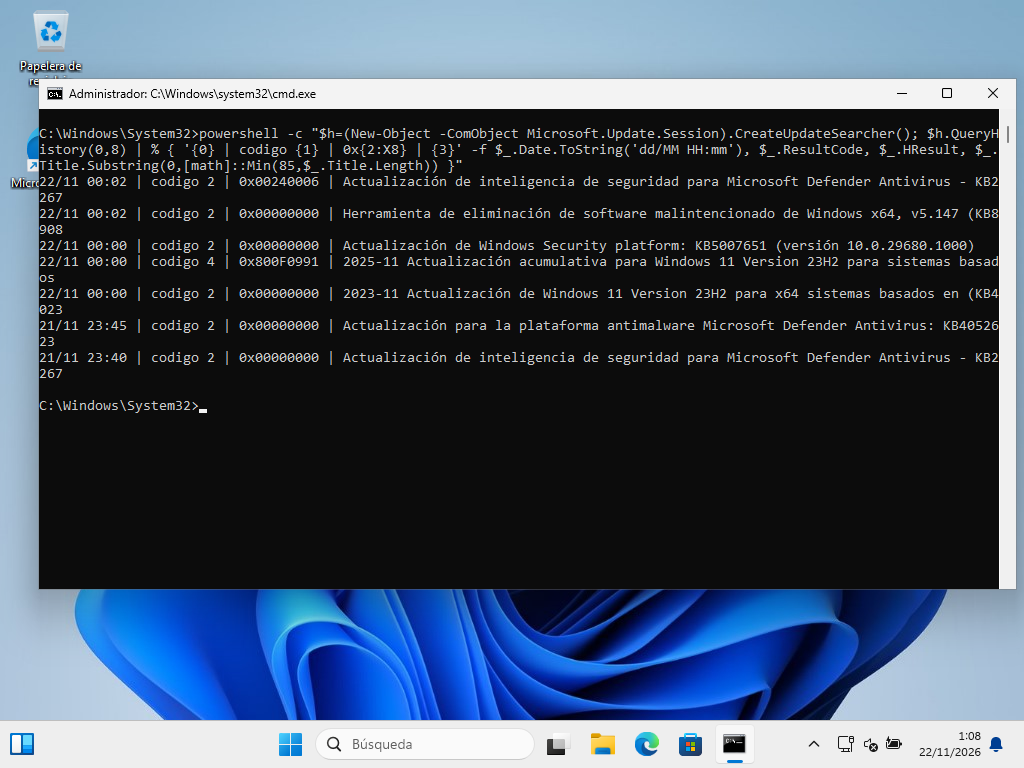 Papelera de
Administrador: C:\Windows\system32\cmd.exe
C:\Windows\System32>powershell -c "$h=(New-Object -ComObject Microsoft.Update.Session).CreateUpdateSearcher(); $h.QueryH
istory(0,8) | % { '{0} | codigo {1} | 0x{2:X8} | {3}' -f $_.Date.ToString('dd/MM HH:mm'), $_.ResultCode, $_.HResult, $_.
Title.Substring(0,[math]::Min(85,$_.Title.Length)) }"
22/11 00:02 | codigo 2 | 0x00240006 | Actualización de inteligencia de seguridad para Microsoft Defender Antivirus - KB2
267
22/11 00:02 | codigo 2 | 0x00000000 | Herramienta de eliminación de software malintencionado de Windows x64, v5.147 (KB8
908
22/11 00:00 | codigo 2 | 0x00000000 | Actualización de Windows Security platform: KB5007651 (versión 10.0.29680.1000)
22/11 00:00 | codigo 4 | 0x800F0991 | 2025-11 Actualización acumulativa para Windows 11 Version 23H2 para sistemas basad
os
22/11 00:00 | codigo 2 | 0x00000000 | 2023-11 Actualización de Windows 11 Version 23H2 para x64 sistemas basados en (KB4
023
21/11 23:45 | codigo 2 | 0x00000000 | Actualización para la plataforma antimalware Microsoft Defender Antivirus: KB40526
23
21/11 23:40 | codigo 2 | 0x00000000 | Actualización de inteligencia de seguridad para Microsoft Defender Antivirus - KB2
267
C:\Windows\System32>
Búsqueda
1:08
22/11/2026